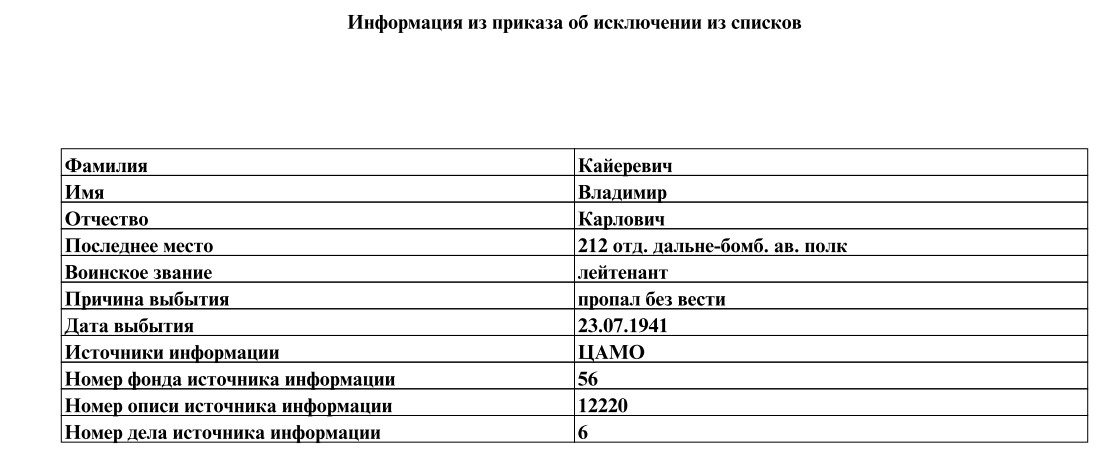 Информация из приказа об исключении из списков
Фамилия Кайеревич
Имя Владимир
Отчество Карлович
Последнее место 212 отд. дальне-бомб. ав. полк
Воинское звание лейтенант
Причина выбытия пропал без вести
Дата выбытия 23.07.1941
Источники информации ЦАМО
Номер фонда источника информации 56
Номер описи источника информации 12220
Номер дела источника информации 6